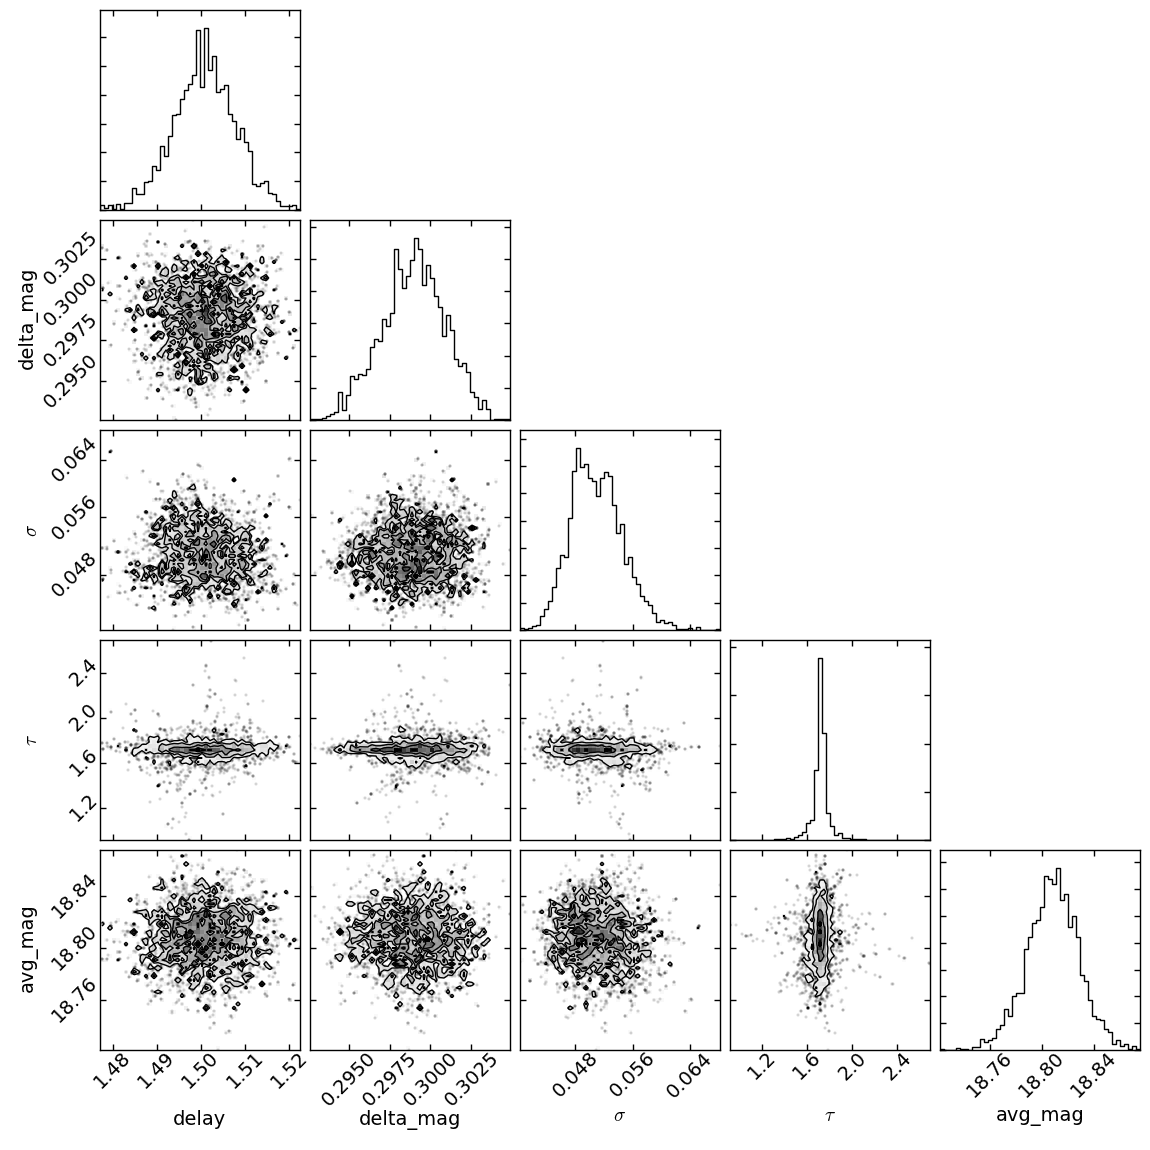 delta_mag
0.3025
0.3000
0.2975
0.2950
σ
0.064
0.056
0.048
τ
2.4
2.0
1.6
1.2
avg_mag
18.84
18.80
18.76
1.48 1.49 1.50 1.51 1.52
0.2950 0.2975 0.3000 0.3025
0.048 0.056 0.064
1.2 1.6 2.0 2.4
18.76 18.80 18.84
delay delta_mag σ τ avg_mag